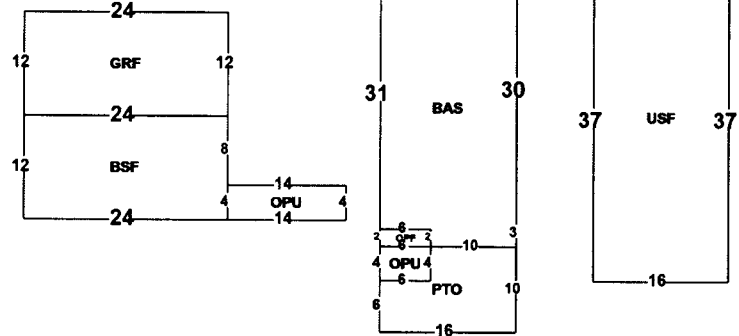 24
12 GRF 12
24
8
12 BSF
14
4 OPU 4
24 14
31 BAS 30
6
2 OPF 2 3
6 10
4 OPU 4
6 PTO 10
6
16
37 USF 37
16